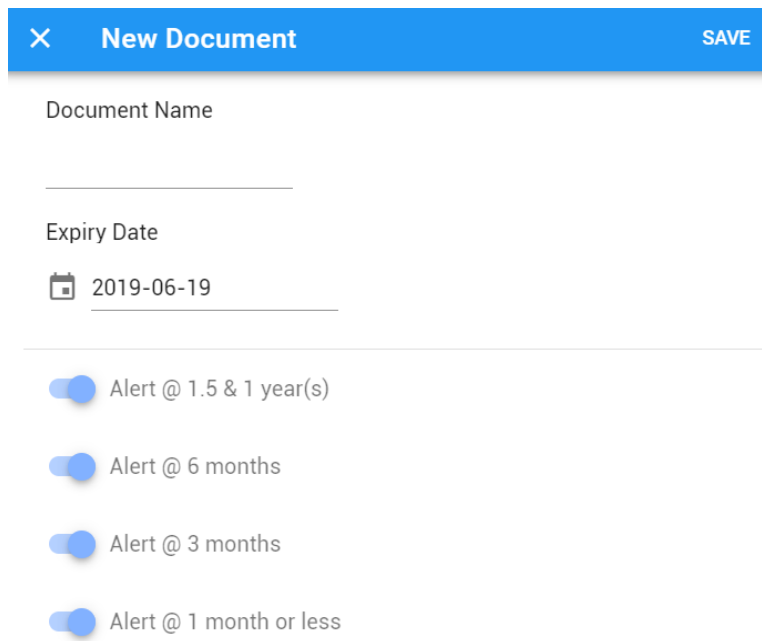 New Document SAVE
Document Name
Expiry Date
2019-06-19
Alert @ 1.5 & 1 year(s)
Alert @ 6 months
Alert @ 3 months
Alert @ 1 month or less